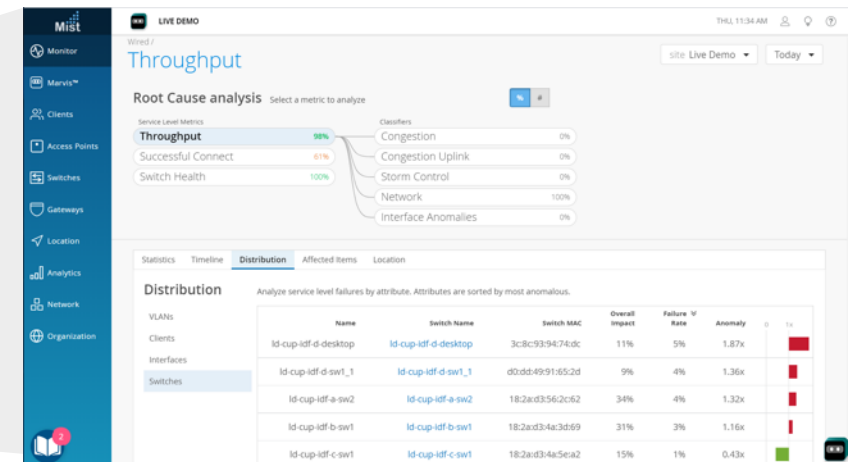 Mist
LIVE DEMO
THU, 11:34 AM
Monitor
Marvis™
Clients
Access Points
Switches
Gateways
Location
Analytics
Network
Organization
2
Wired /
Throughput
site Live Demo
Today
Root Cause analysis Select a metric to analyze
% #
Service Level Metrics
Throughput 98%
Successful Connect 61%
Switch Health 100%
Classifiers
Congestion 0%
Congestion Uplink 0%
Storm Control 0%
Network 100%
Interface Anomalies 0%
Statistics Timeline Distribution Affected Items Location
Distribution
Analyze service level failures by attribute. Attributes are sorted by most anomalous.
VLANs
Clients
Interfaces
Switches
Name Switch Name Switch MAC Overall Impact Failure Rate Anomaly 0 1x
ld-cup-idf-d-desktop ld-cup-idf-d-desktop 3c:8c:93:94:74:dc 11% 5% 1.87x
ld-cup-idf-d-sw1_1 ld-cup-idf-d-sw1_1 d0:dd:49:91:65:2d 9% 4% 1.36x
ld-cup-idf-a-sw2 ld-cup-idf-a-sw2 18:2a:d3:56:2c:62 34% 4% 1.32x
ld-cup-idf-b-sw1 ld-cup-idf-b-sw1 18:2a:d3:4a:3d:69 31% 3% 1.16x
ld-cup-idf-c-sw1 ld-cup-idf-c-sw1 18:2a:d3:4a:5e:a2 15% 1% 0.43x